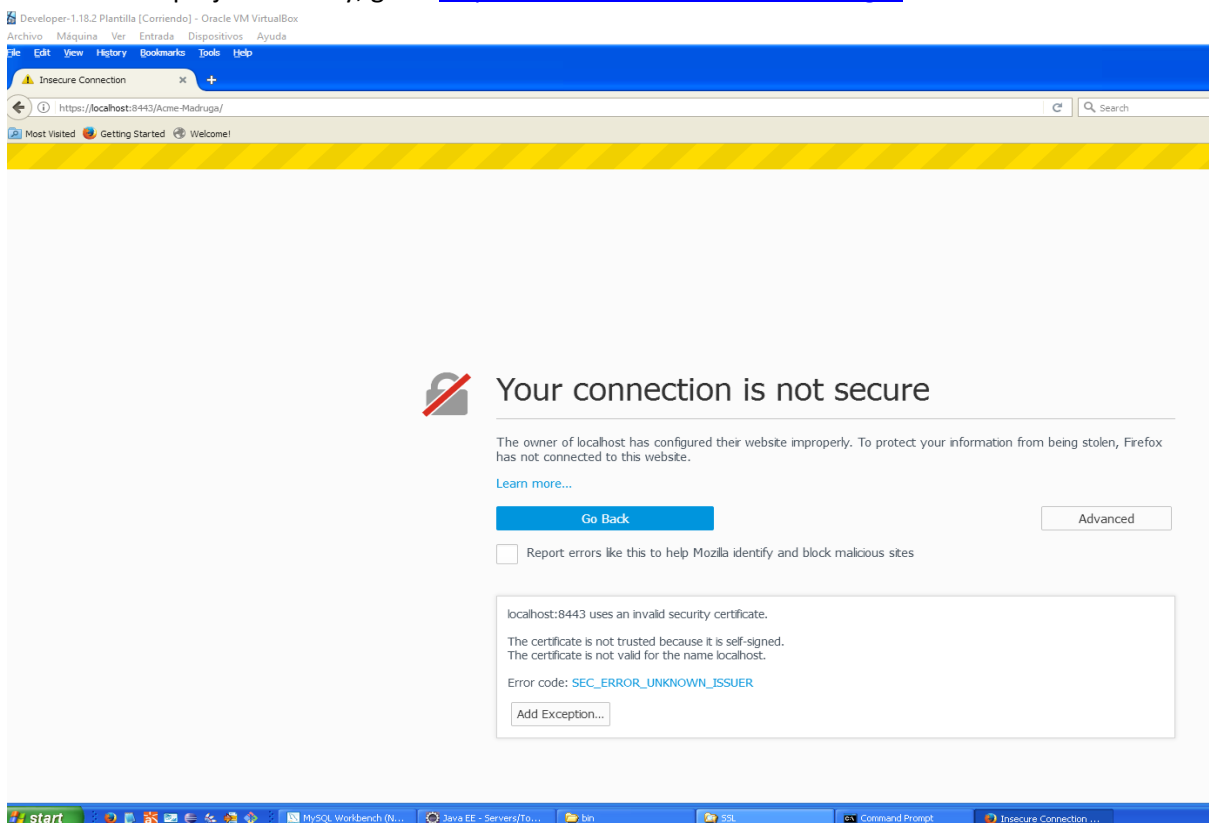 Developer-1.18.2 Plantilla [Corriendo] - Oracle VM VirtualBox
Archivo Máquina Ver Entrada Dispositivos Ayuda
File Edit View History Bookmarks Tools Help
Insecure Connection × +
https://localhost:8443/Acme-Madruga/ Search
Most Visited Getting Started Welcome!
Your connection is not secure
The owner of localhost has configured their website improperly. To protect your information from being stolen, Firefox
has not connected to this website.
Learn more...
Go Back Advanced
Report errors like this to help Mozilla identify and block malicious sites
localhost:8443 uses an invalid security certificate.
The certificate is not trusted because it is self-signed.
The certificate is not valid for the name localhost.
Error code: SEC_ERROR_UNKNOWN_ISSUER
Add Exception...
start MySQL Workbench (N... Java EE - Servers/To... bin SSL Command Prompt Insecure Connection ...